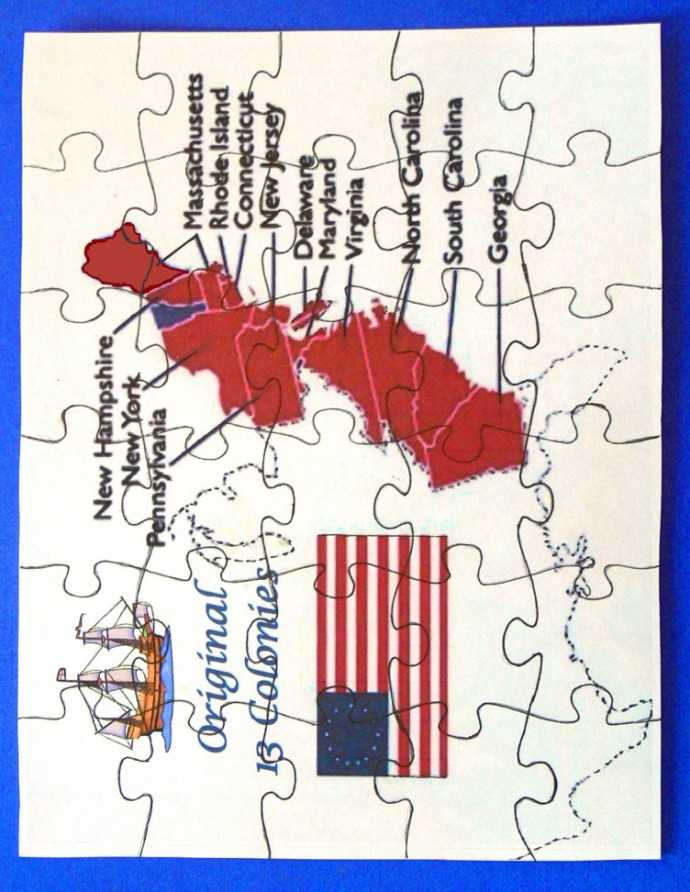 Massachusetts
Rhode Island
Connecticut
New Jersey
Delaware
Maryland
Virginia
North Carolina
South Carolina
Georgia
New Hampshire
New York
Pennsylvania
Original
13 Colonies